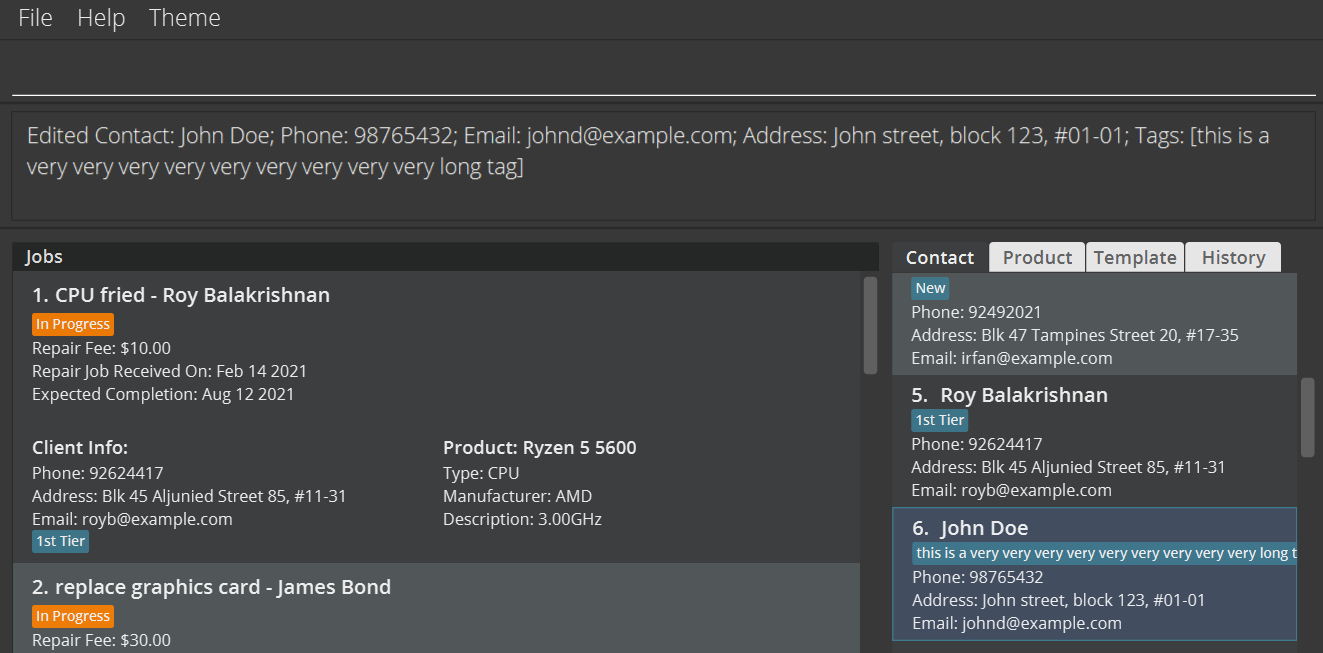 File Help Theme
Edited Contact: John Doe; Phone: 98765432; Email: johnd@example.com; Address: John street, block 123, #01-01; Tags: [this is a
very very very very very very very very very long tag]
Jobs
1. CPU fried - Roy Balakrishnan
In Progress
Repair Fee: $10.00
Repair Job Received On: Feb 14 2021
Expected Completion: Aug 12 2021
Client Info:
Phone: 92624417
Address: Blk 45 Aljunied Street 85, #11-31
Email: royb@example.com
1st Tier
Product: Ryzen 5 5600
Type: CPU
Manufacturer: AMD
Description: 3.00GHz
2. replace graphics card - James Bond
In Progress
Repair Fee: $30.00
Contact Product Template History
New
Phone: 92492021
Address: Blk 47 Tampines Street 20, #17-35
Email: irfan@example.com
5. Roy Balakrishnan
1st Tier
Phone: 92624417
Address: Blk 45 Aljunied Street 85, #11-31
Email: royb@example.com
6. John Doe
this is a very very very very very very very very very long t
Phone: 98765432
Address: John street, block 123, #01-01
Email: johnd@example.com